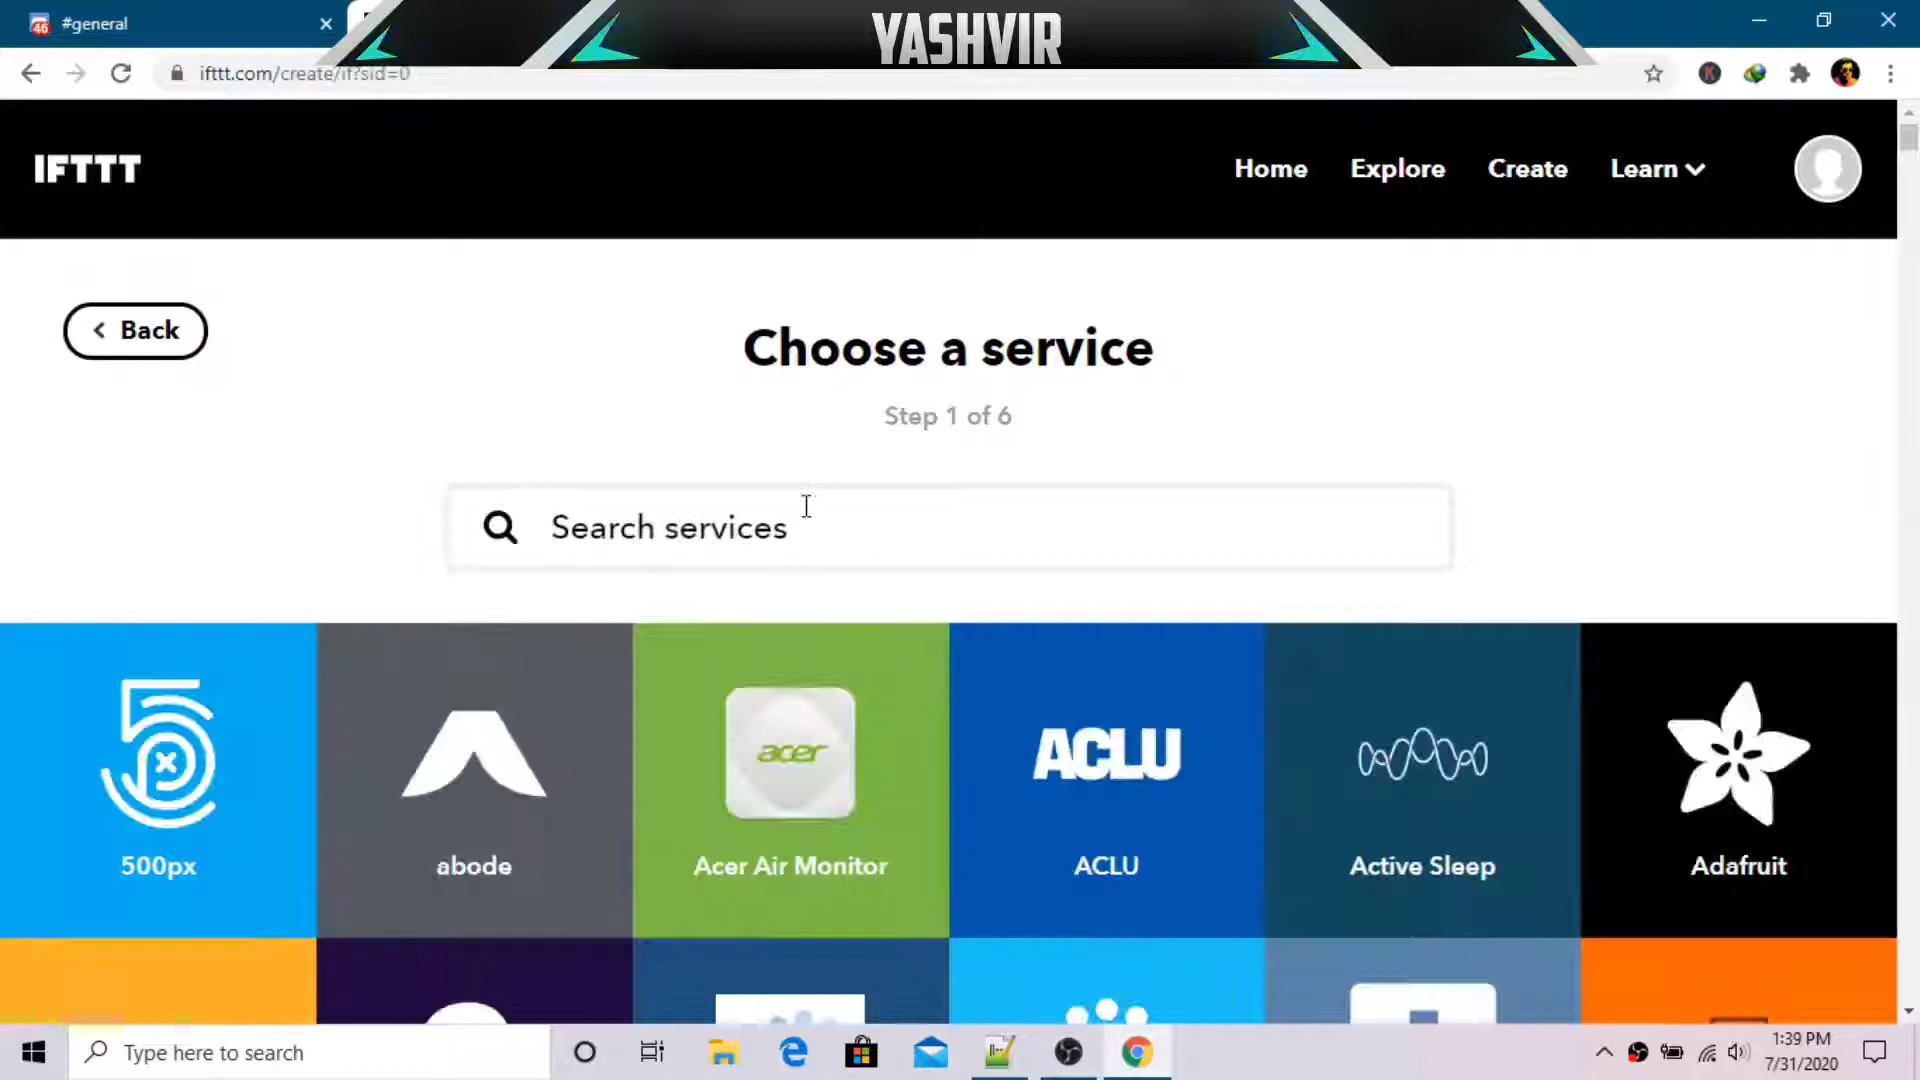 46 #general
YASHVIR
ifttt.com/create/if?sid=0
IFTTT
Home Explore Create Learn
Back
Choose a service
Step 1 of 6
Search services
500px
abode
acer
Acer Air Monitor
ACLU
ACLU
Active Sleep
Adafruit
Type here to search
1:39 PM
7/31/2020